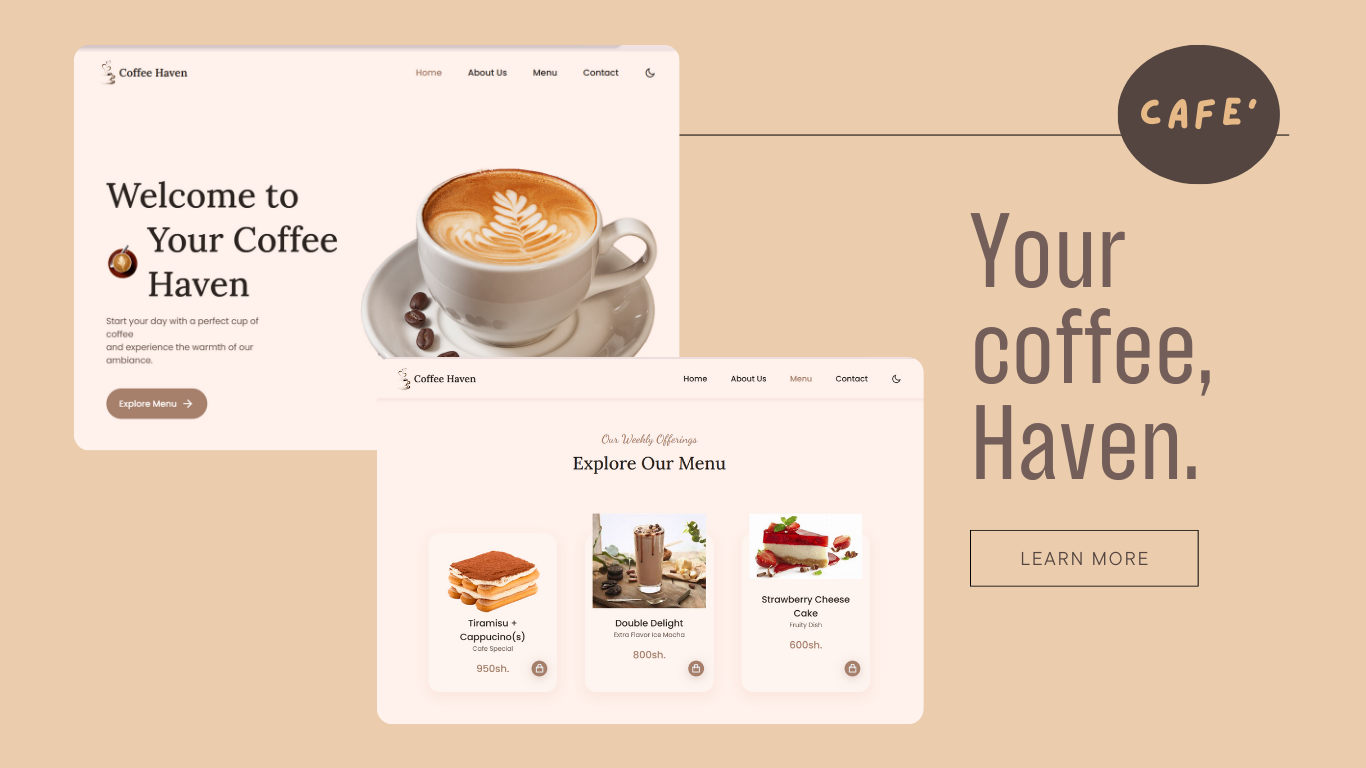 Coffee Haven
Home About Us Menu Contact
Welcome to
Your Coffee
Haven
Start your day with a perfect cup of
coffee
and experience the warmth of our
ambiance.
Explore Menu
Coffee Haven
Home About Us Menu Contact
Our Weekly Offerings
Explore Our Menu
Tiramisu +
Cappucino(s)
Cafe Special
950sh.
Double Delight
Extra Flavor Ice Mocha
800sh.
Strawberry Cheese
Cake
Fruity Dish
600sh.
CAFE'
Your
coffee,
Haven.
LEARN MORE